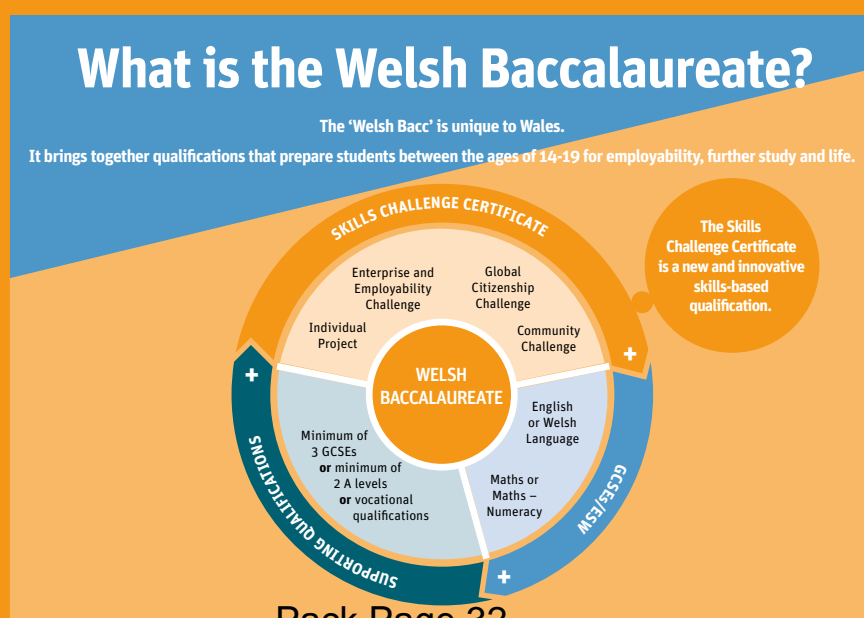 What is the Welsh Baccalaureate?
The ‘Welsh Bacc’ is unique to Wales.
It brings together qualifications that prepare students between the ages of 14-19 for employability, further study and life.
SKILLS CHALLENGE CERTIFICATE
The Skills
Challenge Certificate
is a new and innovative
skills-based
qualification.
Enterprise and
Employability
Challenge
Global
Citizenship
Challenge
Individual
Project
Community
Challenge
+
+
WELSH
BACCALAUREATE
English
or Welsh
Language
Maths or
Maths –
Numeracy
GCSEs/ESW
Minimum of
3 GCSEs
or minimum of
2 A levels
or vocational
qualifications
SUPPORTING QUALIFICATIONS
+
Pack Page 32